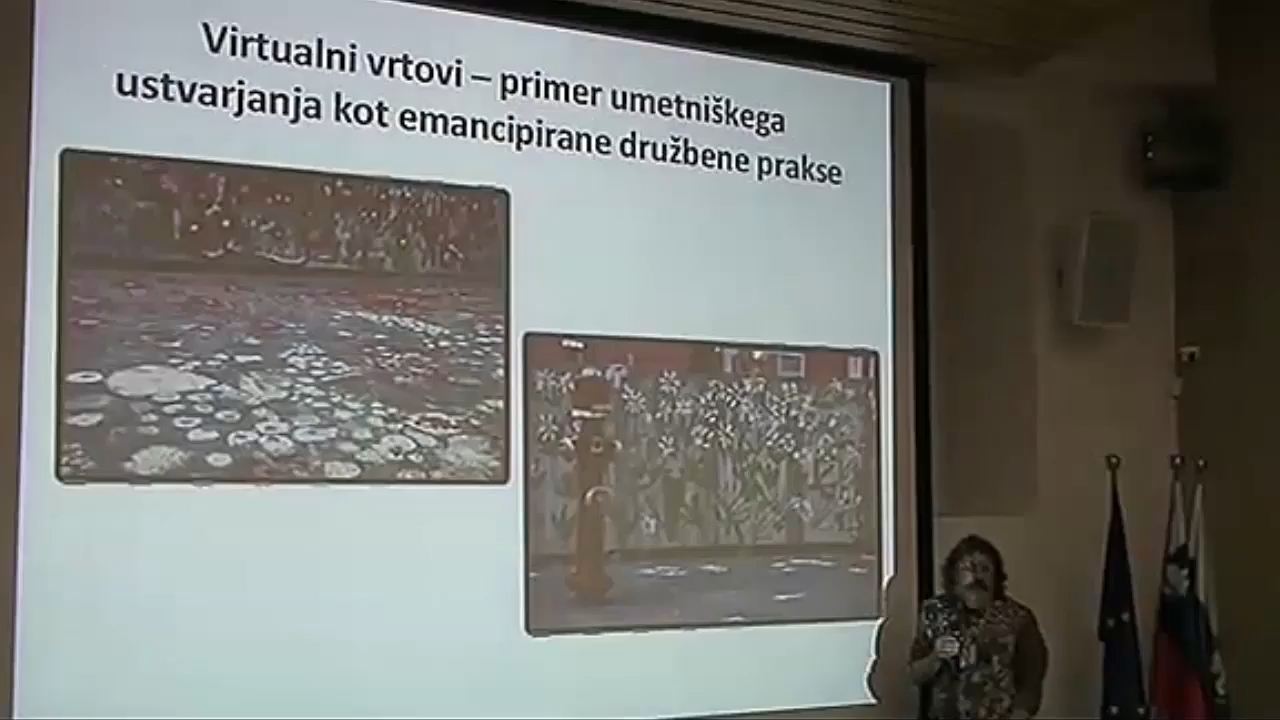 Virtualni vrtovi – primer umetniškega
ustvarjanja kot emancipirane družbene prakse